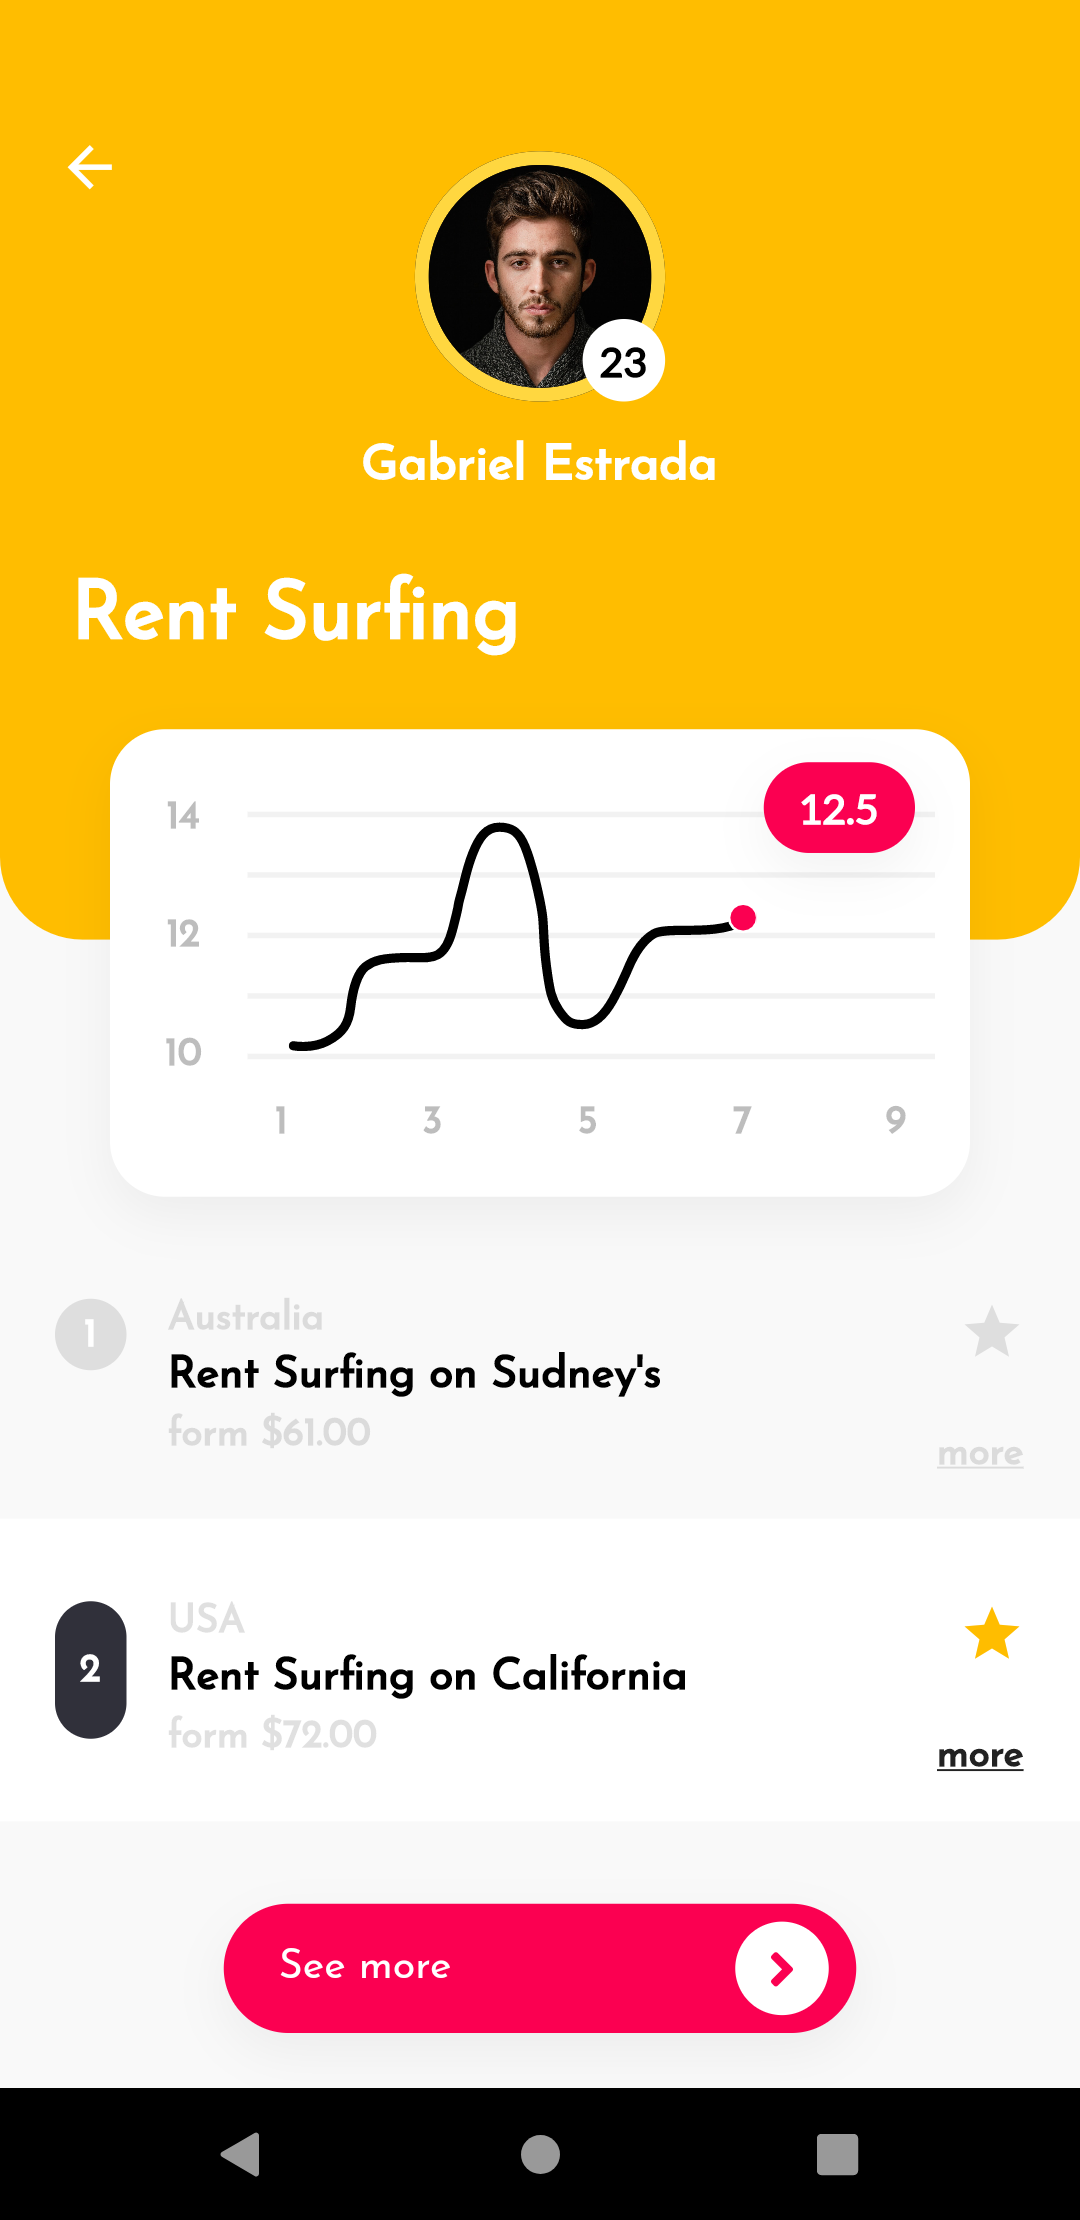 23
Gabriel Estrada
Rent Surfing
12.5
14
12
10
1 3 5 7 9
1
Australia
Rent Surfing on Sudney's
form $61.00
more
2
USA
Rent Surfing on California
form $72.00
more
See more